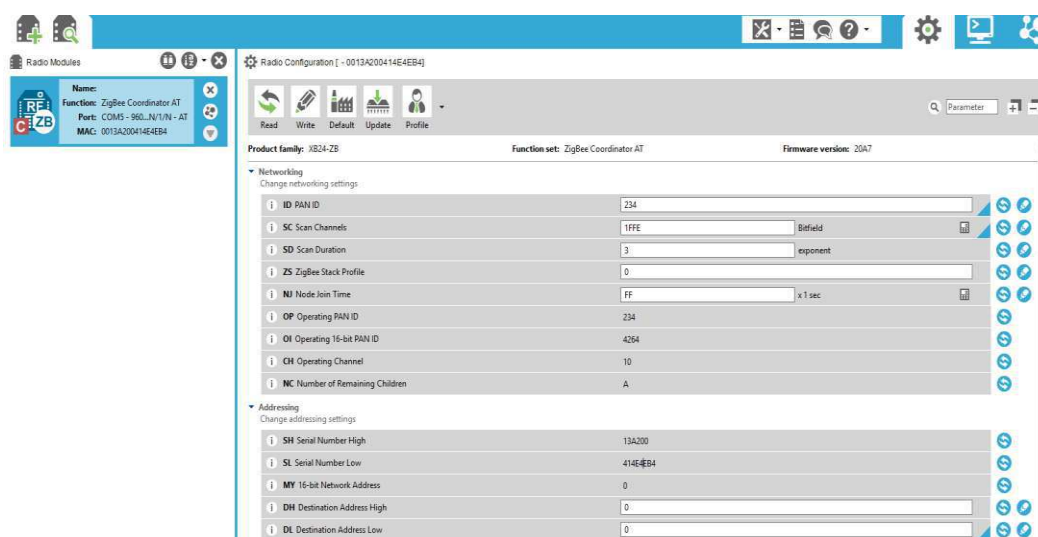 Radio Modules
Name:
Function: ZigBee Coordinator AT
Port: COM5 - 960...N/1/N - AT
MAC: 0013A200414E4EB4
RF
C ZB
Radio Configuration [ - 0013A200414E4EB4]
Read Write Default Update Profile
Parameter
Product family: XB24-ZB Function set: ZigBee Coordinator AT Firmware version: 20A7
Networking
Change networking settings
i ID PAN ID 234
i SC Scan Channels 1FFE Bitfield
i SD Scan Duration 3 exponent
i ZS ZigBee Stack Profile 0
i NJ Node Join Time FF x 1 sec
i OP Operating PAN ID 234
i OI Operating 16-bit PAN ID 4264
i CH Operating Channel 10
i NC Number of Remaining Children A
Addressing
Change addressing settings
i SH Serial Number High 13A200
i SL Serial Number Low 414E4EB4
i MY 16-bit Network Address 0
i DH Destination Address High 0
i DL Destination Address Low 0